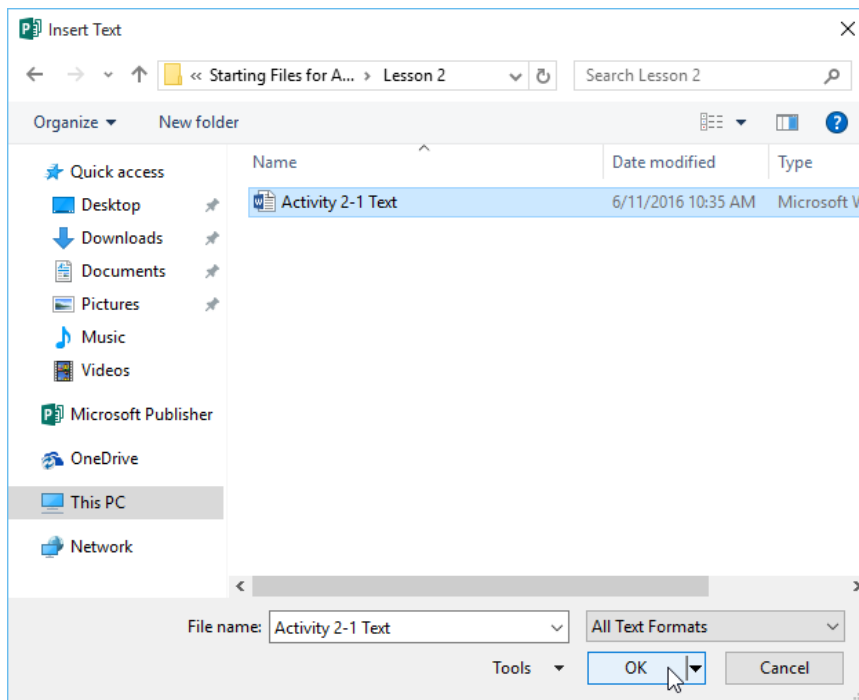 Insert Text
« Starting Files for A... › Lesson 2
Search Lesson 2
Organize
New folder
Name
Date modified
Type
Quick access
Desktop
Downloads
Documents
Pictures
Music
Videos
Microsoft Publisher
OneDrive
This PC
Network
Activity 2-1 Text
6/11/2016 10:35 AM
Microsoft W
File name:
Activity 2-1 Text
All Text Formats
Tools
OK
Cancel